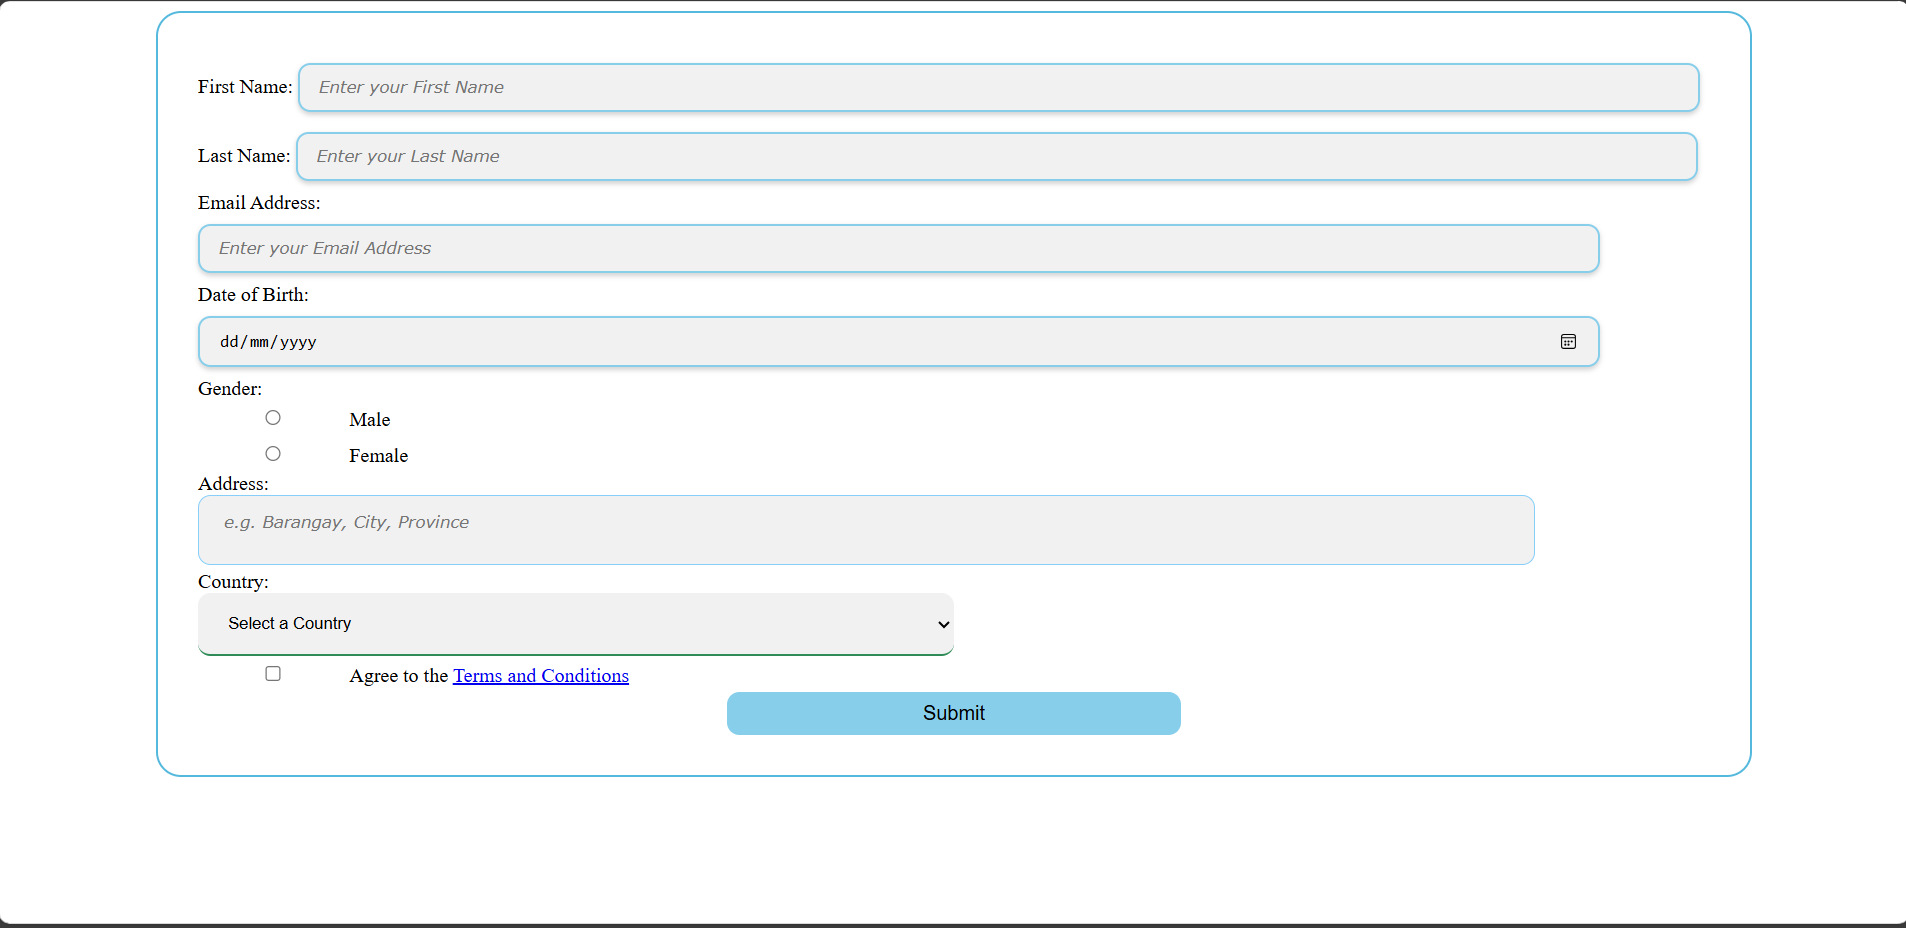 First Name: Enter your First Name
Last Name: Enter your Last Name
Email Address:
Enter your Email Address
Date of Birth:
dd/mm/yyyy
Gender:
Male
Female
Address:
e.g. Barangay, City, Province
Country:
Select a Country
Agree to the Terms and Conditions
Submit